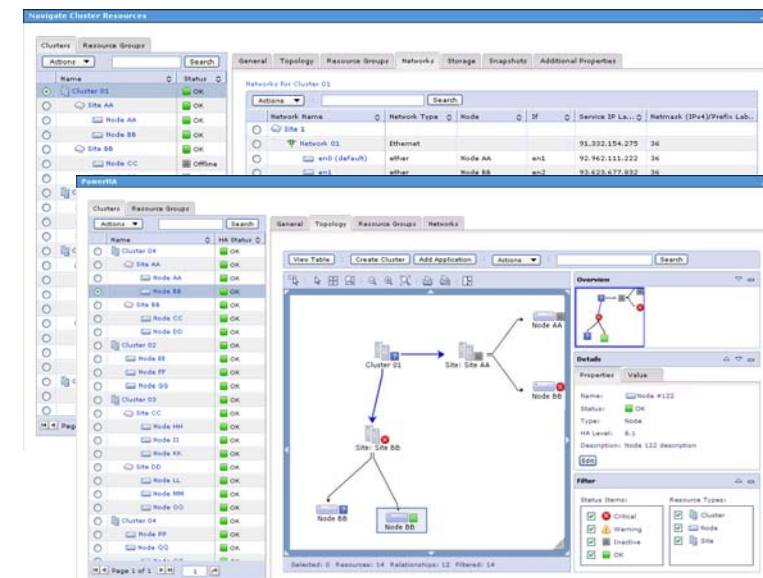 Navigate Cluster Resources
Clusters Resource Groups
Actions Search
Name Status
Cluster 01 OK
Site AA OK
Node AA OK
Node BB OK
Site BB OK
Node CC Offline
General Topology Resource Groups Networks Storage Snapshots Additional Properties
Networks for Cluster 01
Actions Search
Network Name Network Type Node If Service IP La... Netmask (IPv4)/Prefix Lab..
Site 1
Network 01 Ethernet 91.332.154.275 36
en0 (default) ether Node AA en1 92.962.111.222 36
en1 ether Node BB en2 93.623.677.832 36
PowerHA
Clusters Resource Groups
Actions Search
Name HA Status
Cluster 04 OK
Site AA OK
Node AA OK
Node BB OK
Site BB OK
Node CC OK
Node DD OK
Cluster 02 OK
Node EE OK
Node FF OK
Node QQ OK
Cluster 03 OK
Site CC OK
Node HH OK
Node II OK
Node KK OK
Site DD OK
Node LL OK
Node MM OK
Node OO OK
Cluster 04 OK
Node PP OK
Node QQ OK
Page 1 of 1 1
General Topology Resource Groups Networks
View Table Create Cluster Add Application Actions Search
Node AA
Cluster 01
Site: Site AA
Node BB
Site: Site BB
Node BB
Node BB
Selected: 0 Resources: 14 Relationships: 12 Filtered: 14
Overview
Details
Properties Value
Name: Node #122
Status: OK
Type: Node
HA Level: 6.1
Description: Node 122 description
Edit
Filter
Status Items: Resource Types:
Critical Cluster
Warning Node
Inactive Site
OK